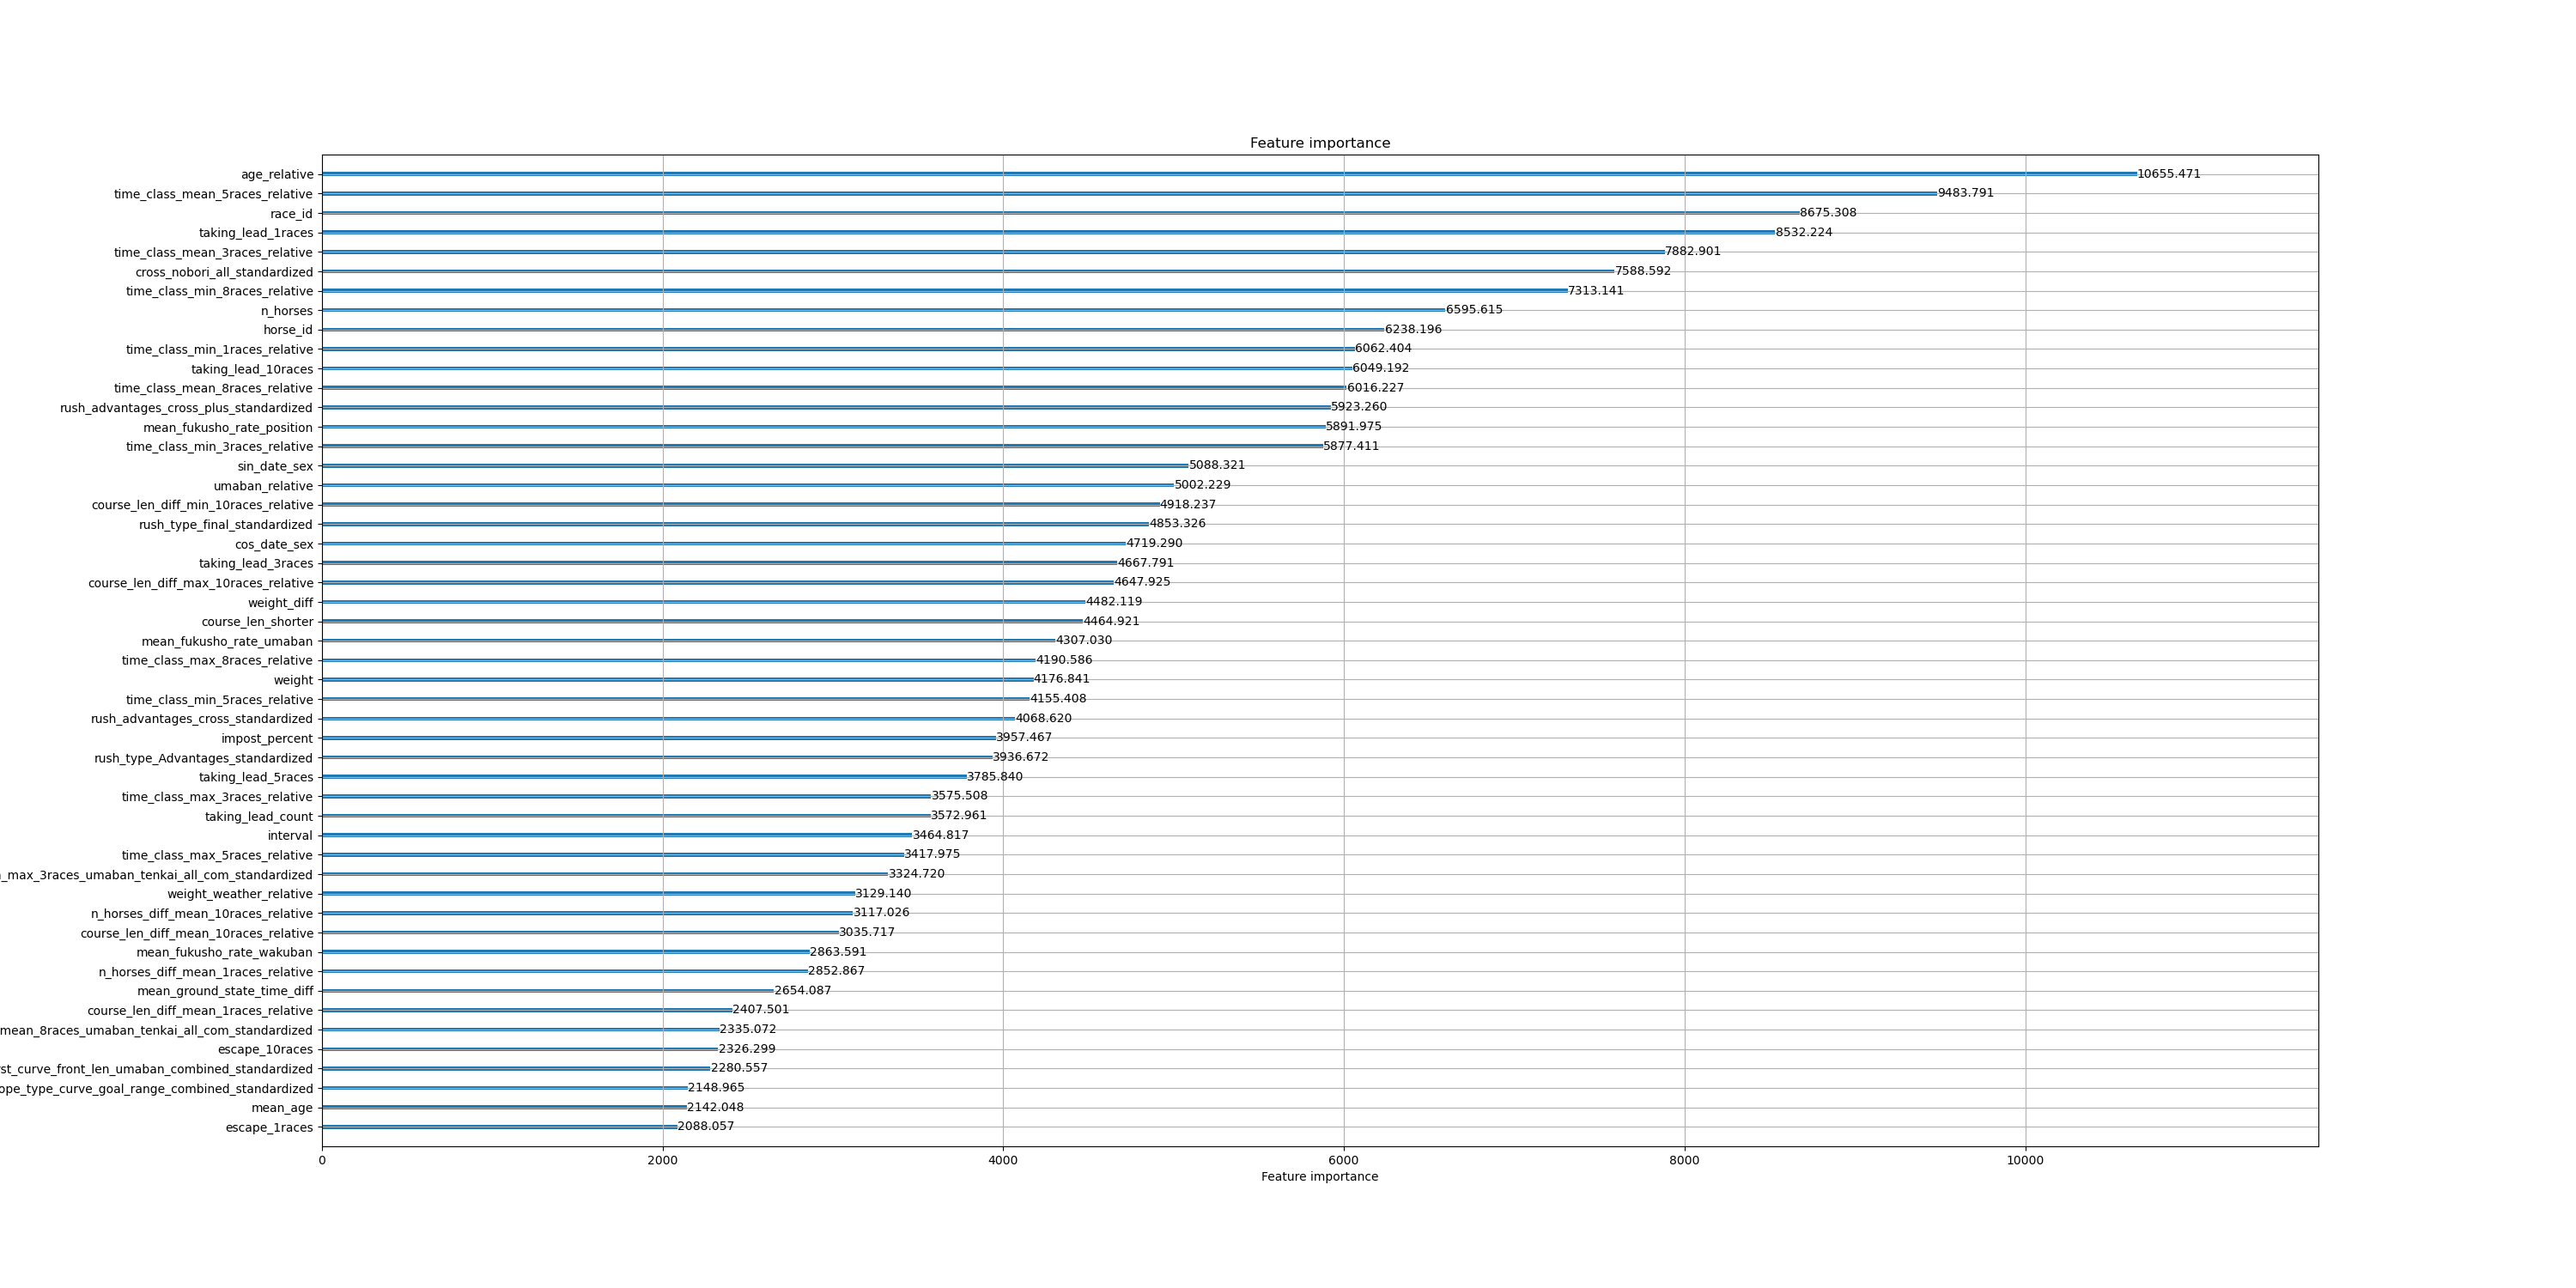 Feature importance
age_relative 10655.471
time_class_mean_5races_relative 9483.791
race_id 8675.308
taking_lead_1races 8532.224
time_class_mean_3races_relative 7882.901
cross_nobori_all_standardized 7588.592
time_class_min_8races_relative 7313.141
n_horses 6595.615
horse_id 6238.196
time_class_min_1races_relative 6062.404
taking_lead_10races 6049.192
time_class_mean_8races_relative 6016.227
rush_advantages_cross_plus_standardized 5923.260
mean_fukusho_rate_position 5891.975
time_class_min_3races_relative 5877.411
sin_date_sex 5088.321
umaban_relative 5002.229
course_len_diff_min_10races_relative 4918.237
rush_type_final_standardized 4853.326
cos_date_sex 4719.290
taking_lead_3races 4667.791
course_len_diff_max_10races_relative 4647.925
weight_diff 4482.119
course_len_shorter 4464.921
mean_fukusho_rate_umaban 4307.030
time_class_max_8races_relative 4190.586
weight 4176.841
time_class_min_5races_relative 4155.408
rush_advantages_cross_standardized 4068.620
impost_percent 3957.467
rush_type_Advantages_standardized 3936.672
taking_lead_5races 3785.840
time_class_max_3races_relative 3575.508
taking_lead_count 3572.961
interval 3464.817
time_class_max_5races_relative 3417.975
_max_3races_umaban_tenkai_all_com_standardized 3324.720
weight_weather_relative 3129.140
n_horses_diff_mean_10races_relative 3117.026
course_len_diff_mean_10races_relative 3035.717
mean_fukusho_rate_wakuban 2863.591
n_horses_diff_mean_1races_relative 2852.867
mean_ground_state_time_diff 2654.087
course_len_diff_mean_1races_relative 2407.501
mean_8races_umaban_tenkai_all_com_standardized 2335.072
escape_10races 2326.299
st_curve_front_len_umaban_combined_standardized 2280.557
ope_type_curve_goal_range_combined_standardized 2148.965
mean_age 2142.048
escape_1races 2088.057
0 2000 4000 6000 8000 10000
Feature importance